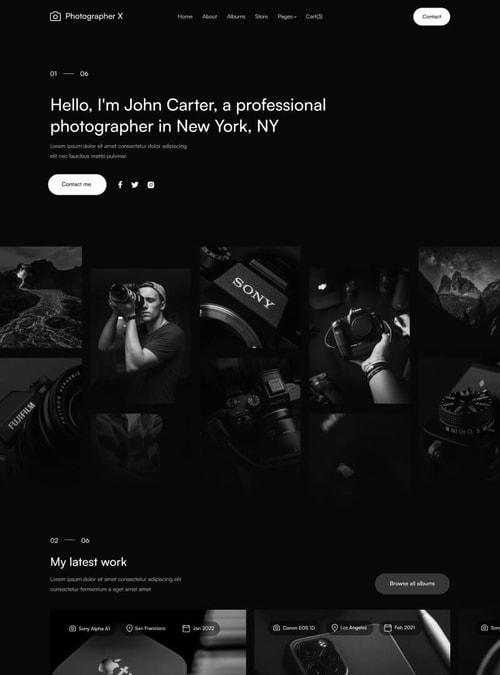 Photographer X
Home About Albums Store Pages Cart(3)
Contact
01 — 06
Hello, I'm John Carter, a professional
photographer in New York, NY
Lorem ipsum dolor sit amet consectetur dolor adipiscing
elit nec faucibus mattis pulvinar.
Contact me
SONY
FUJIFILM
02 — 06
My latest work
Lorem ipsum dolor sit amet consectetur adipiscing elit
consectetur fermentum a eget amet amet
Browse all albums
Sony Alpha A1 San Francisco Jan 2022
Canon EOS 1D Los Angeles Feb 2021